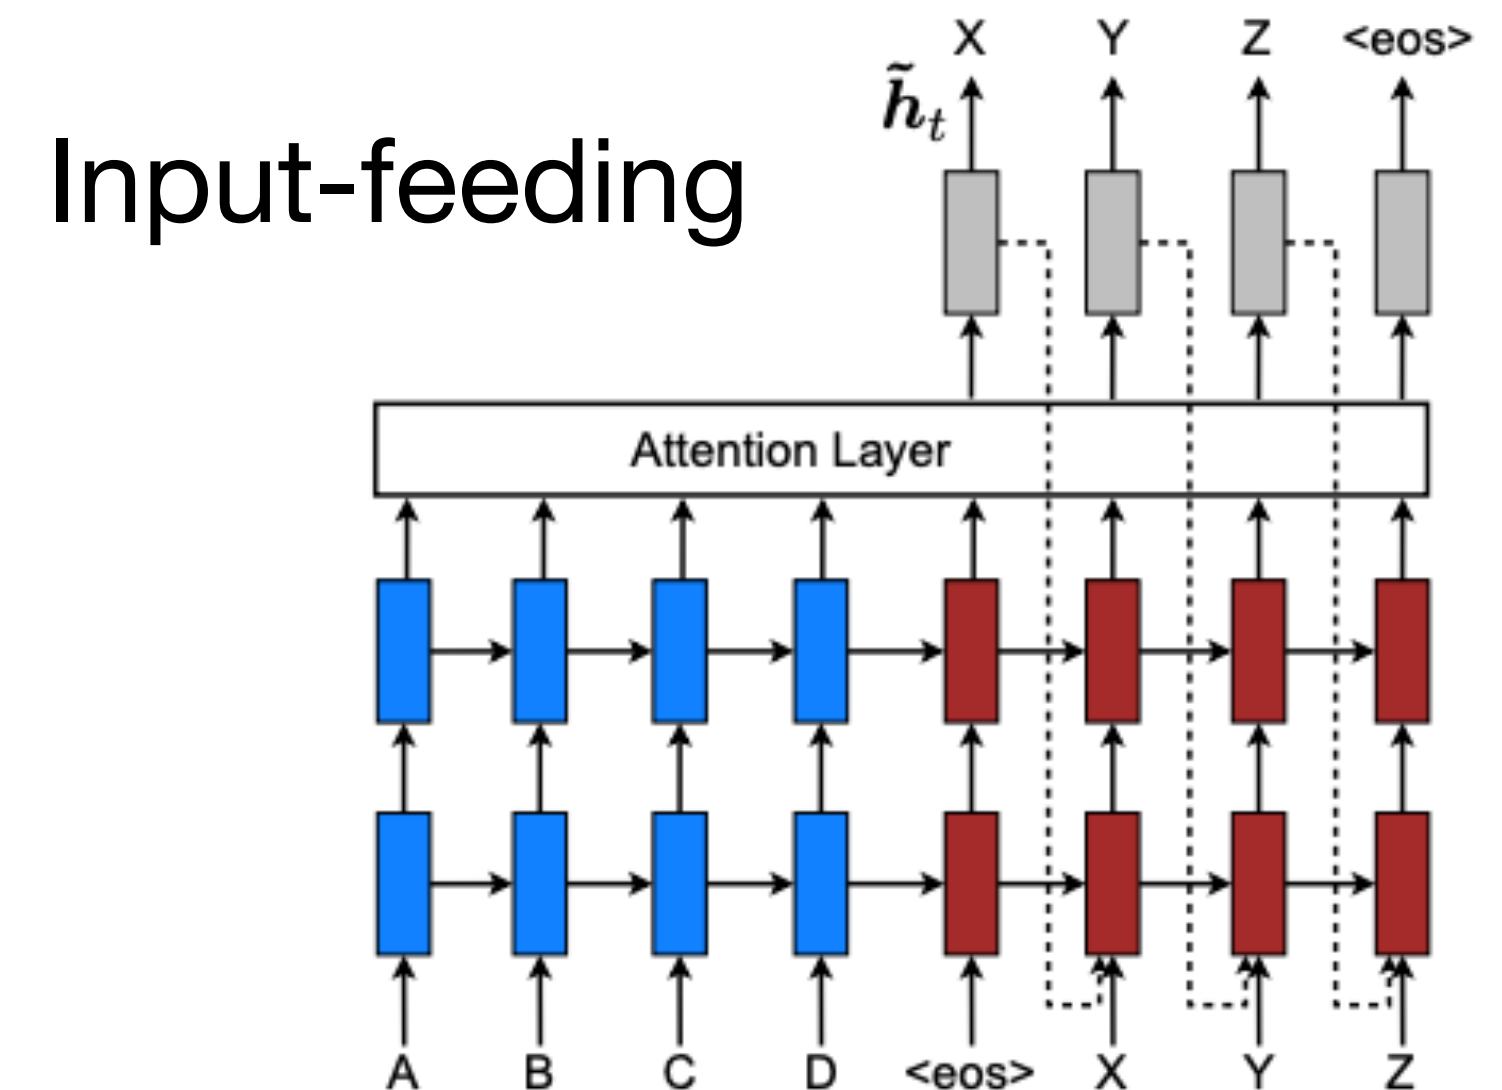 X Y Z <eos>
h̃t
Input-feeding
Attention Layer
A B C D <eos> X Y Z